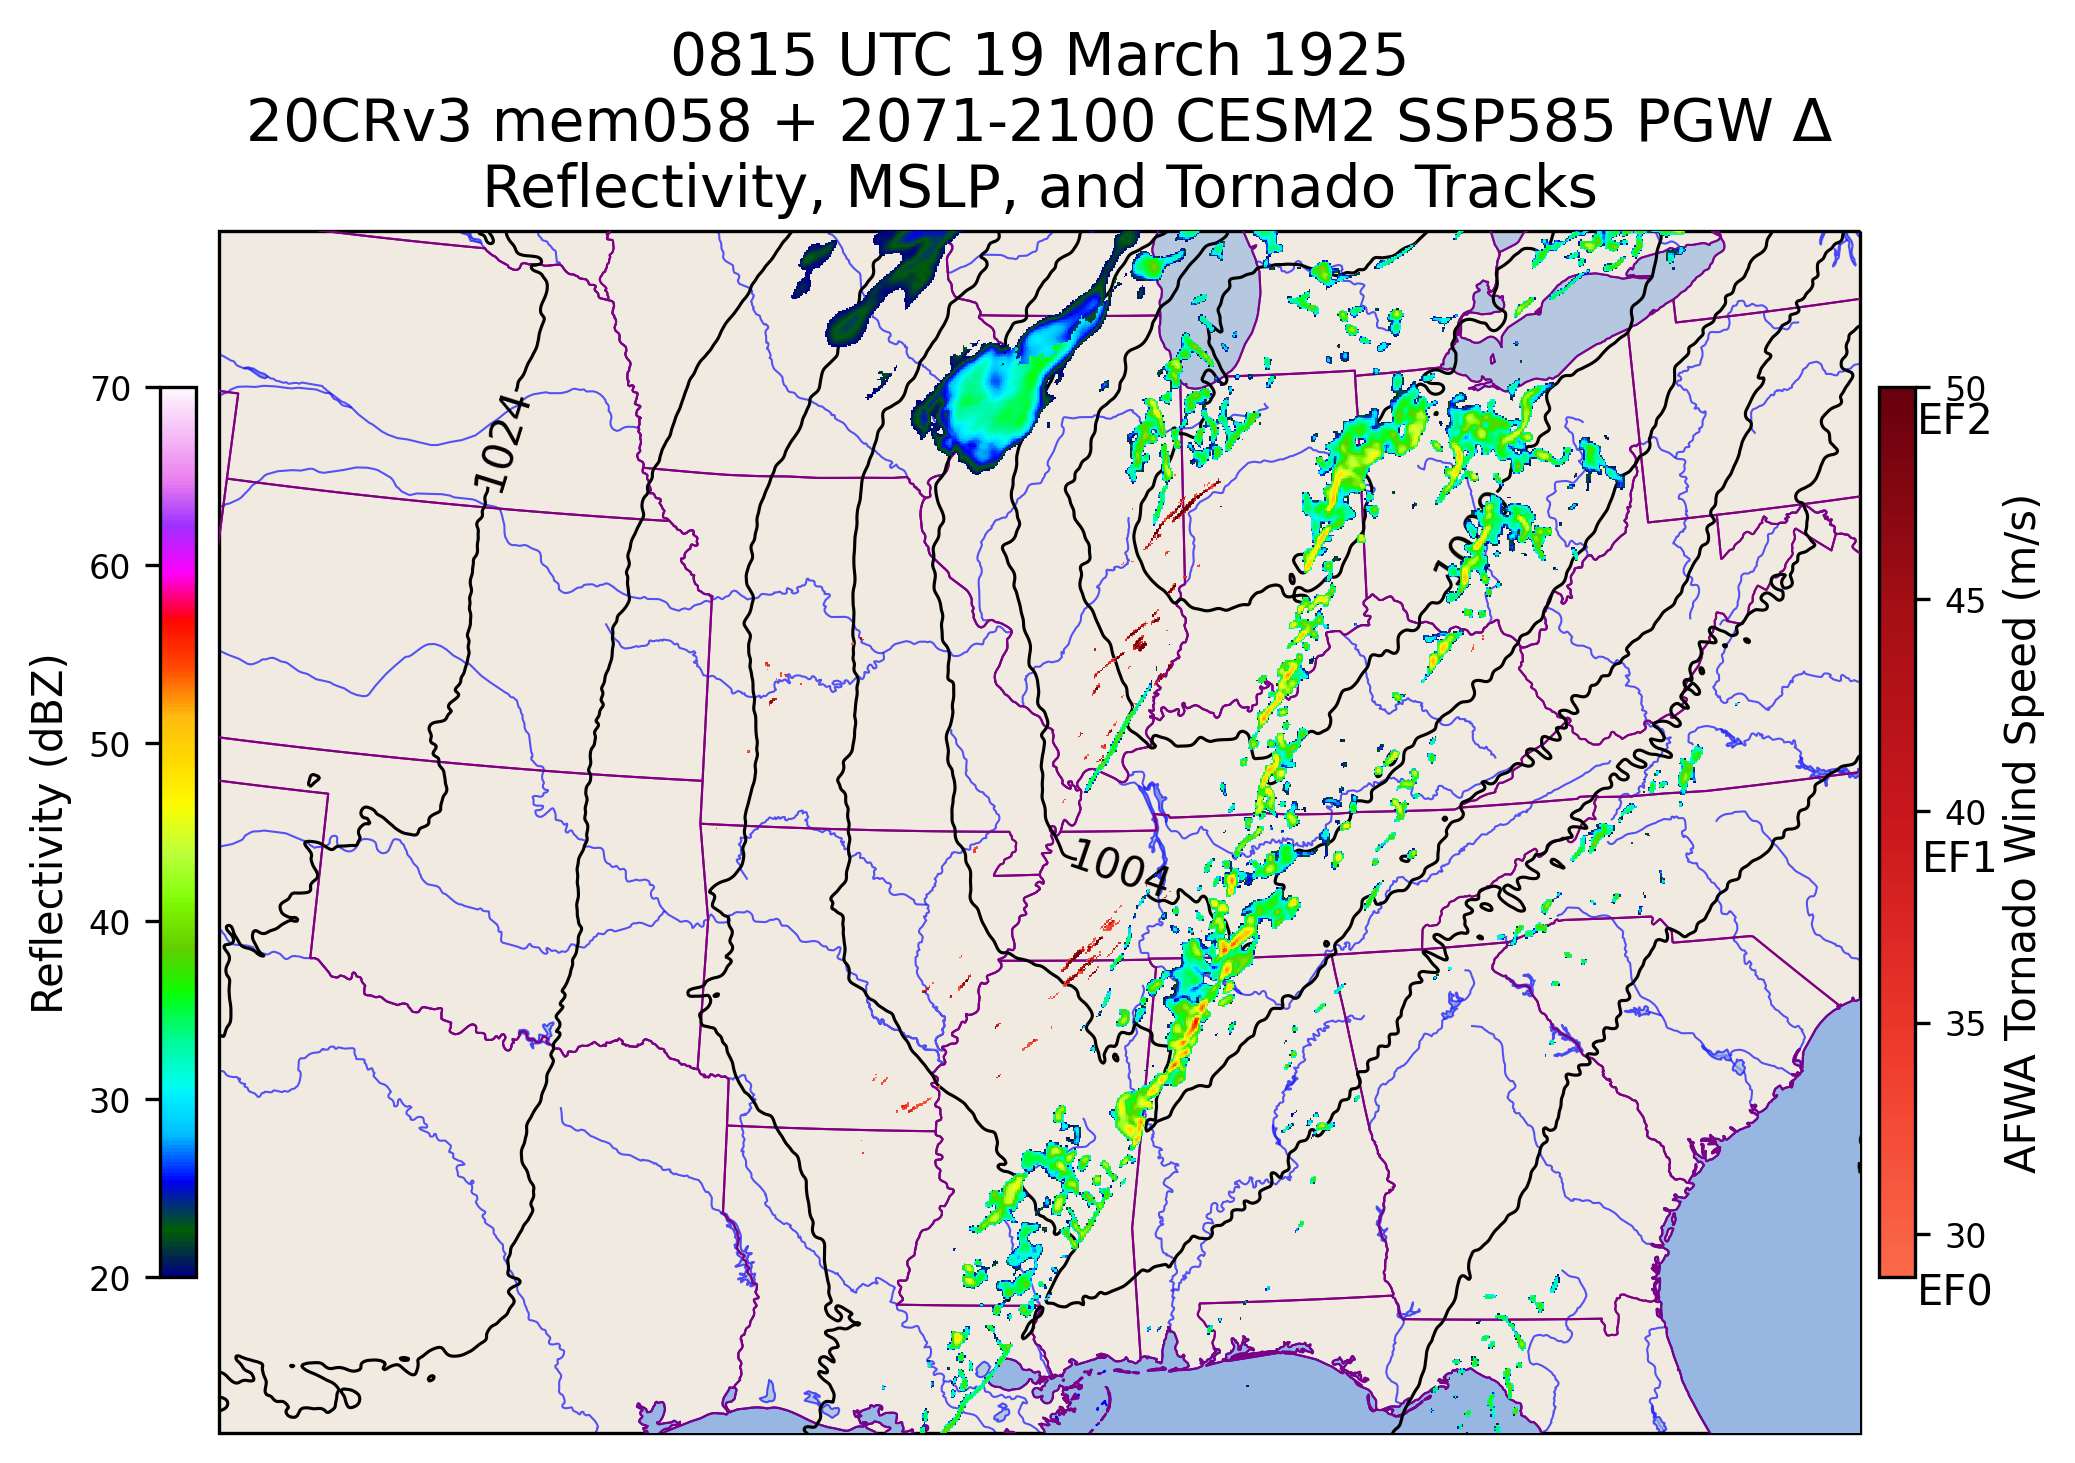 0815 UTC 19 March 1925
20CRv3 mem058 + 2071-2100 CESM2 SSP585 PGW Δ
Reflectivity, MSLP, and Tornado Tracks
70
60
50
40
30
20
Reflectivity (dBZ)
1024
1004
50
EF2
45
40
EF1
35
30
EF0
AFWA Tornado Wind Speed (m/s)